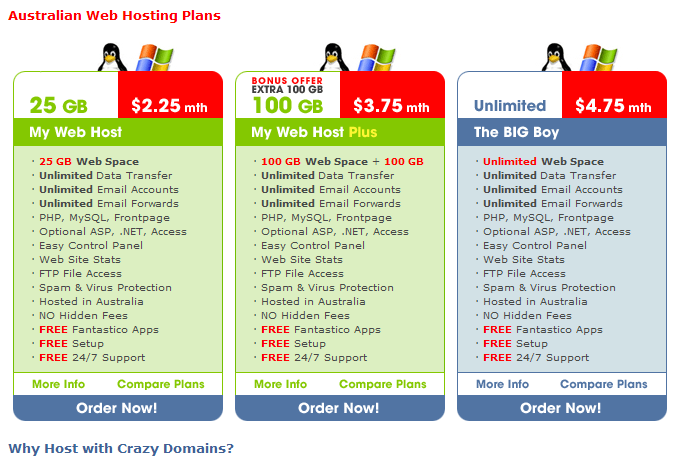 Australian Web Hosting Plans
25 GB
$2.25 mth
My Web Host
· 25 GB Web Space
· Unlimited Data Transfer
· Unlimited Email Accounts
· Unlimited Email Forwards
· PHP, MySQL, Frontpage
· Optional ASP, .NET, Access
· Easy Control Panel
· Web Site Stats
· FTP File Access
· Spam & Virus Protection
· Hosted in Australia
· NO Hidden Fees
· FREE Fantastico Apps
· FREE Setup
· FREE 24/7 Support
More Info Compare Plans
Order Now!
BONUS OFFER
EXTRA 100 GB
100 GB
$3.75 mth
My Web Host Plus
· 100 GB Web Space + 100 GB
· Unlimited Data Transfer
· Unlimited Email Accounts
· Unlimited Email Forwards
· PHP, MySQL, Frontpage
· Optional ASP, .NET, Access
· Easy Control Panel
· Web Site Stats
· FTP File Access
· Spam & Virus Protection
· Hosted in Australia
· NO Hidden Fees
· FREE Fantastico Apps
· FREE Setup
· FREE 24/7 Support
More Info Compare Plans
Order Now!
Unlimited
$4.75 mth
The BIG Boy
· Unlimited Web Space
· Unlimited Data Transfer
· Unlimited Email Accounts
· Unlimited Email Forwards
· PHP, MySQL, Frontpage
· Optional ASP, .NET, Access
· Easy Control Panel
· Web Site Stats
· FTP File Access
· Spam & Virus Protection
· Hosted in Australia
· NO Hidden Fees
· FREE Fantastico Apps
· FREE Setup
· FREE 24/7 Support
More Info Compare Plans
Order Now!
Why Host with Crazy Domains?